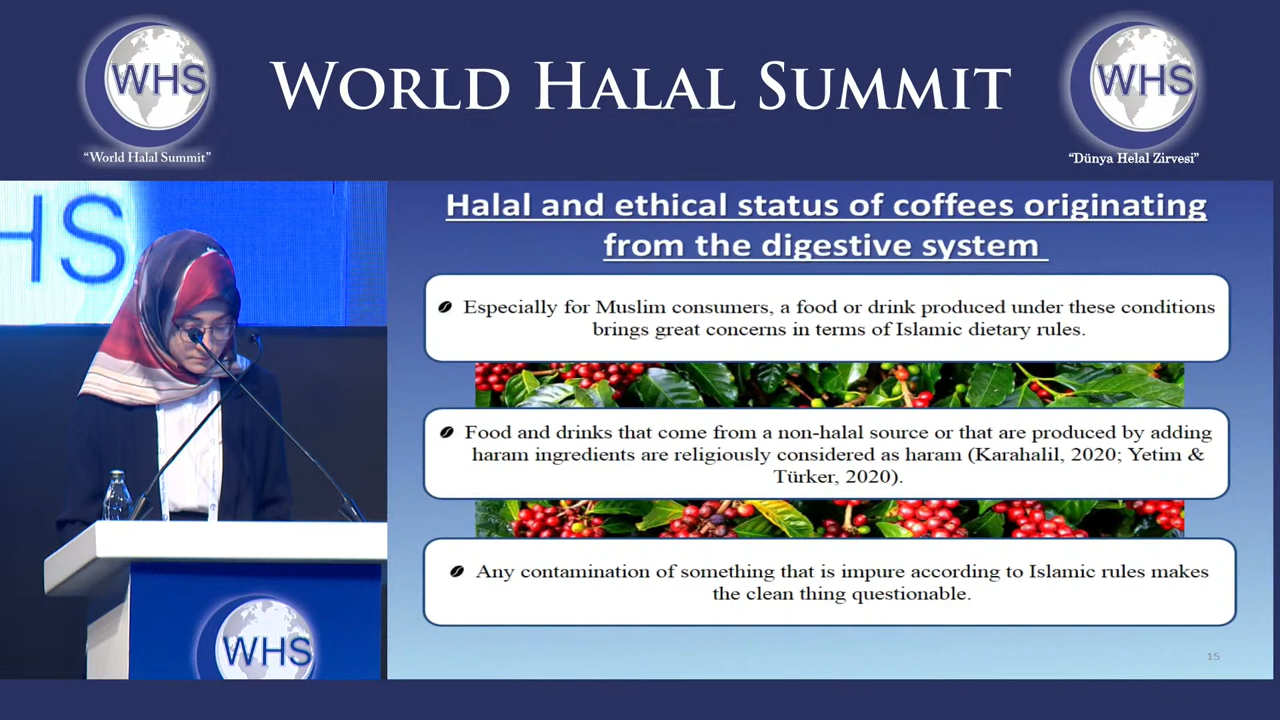 WHS
"World Halal Summit"
WORLD HALAL SUMMIT
WHS
"Dünya Helal Zirvesi"
HS
Halal and ethical status of coffees originating
from the digestive system
Especially for Muslim consumers, a food or drink produced under these conditions
brings great concerns in terms of Islamic dietary rules.
Food and drinks that come from a non-halal source or that are produced by adding
haram ingredients are religiously considered as haram (Karahalil, 2020; Yetim &
Türker, 2020).
Any contamination of something that is impure according to Islamic rules makes
the clean thing questionable.
15
WHS